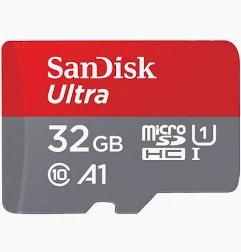 SanDisk
Ultra
32GB micro SD HC I U1
10 A1